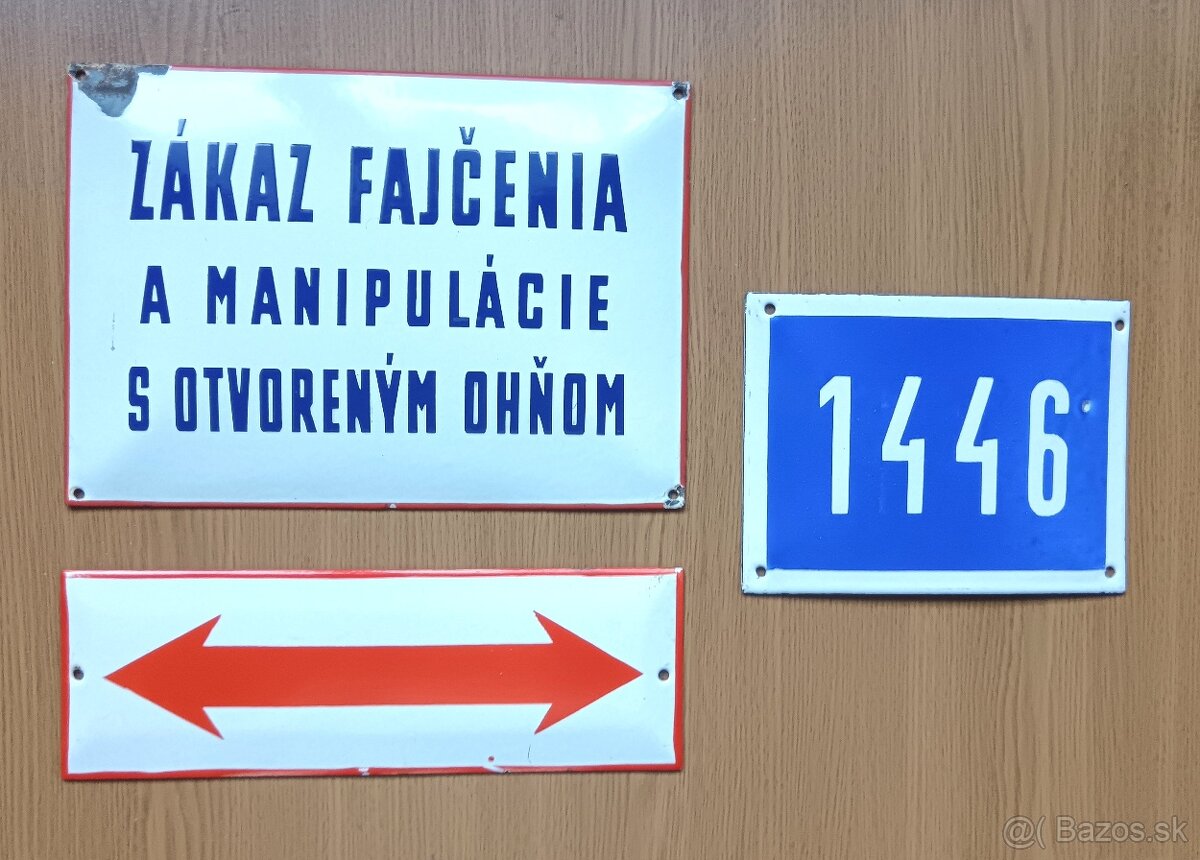 ZÁKAZ FAJČENIA
A MANIPULÁCIE
S OTVORENÝM OHŇOM
1446
@( Bazos.sk